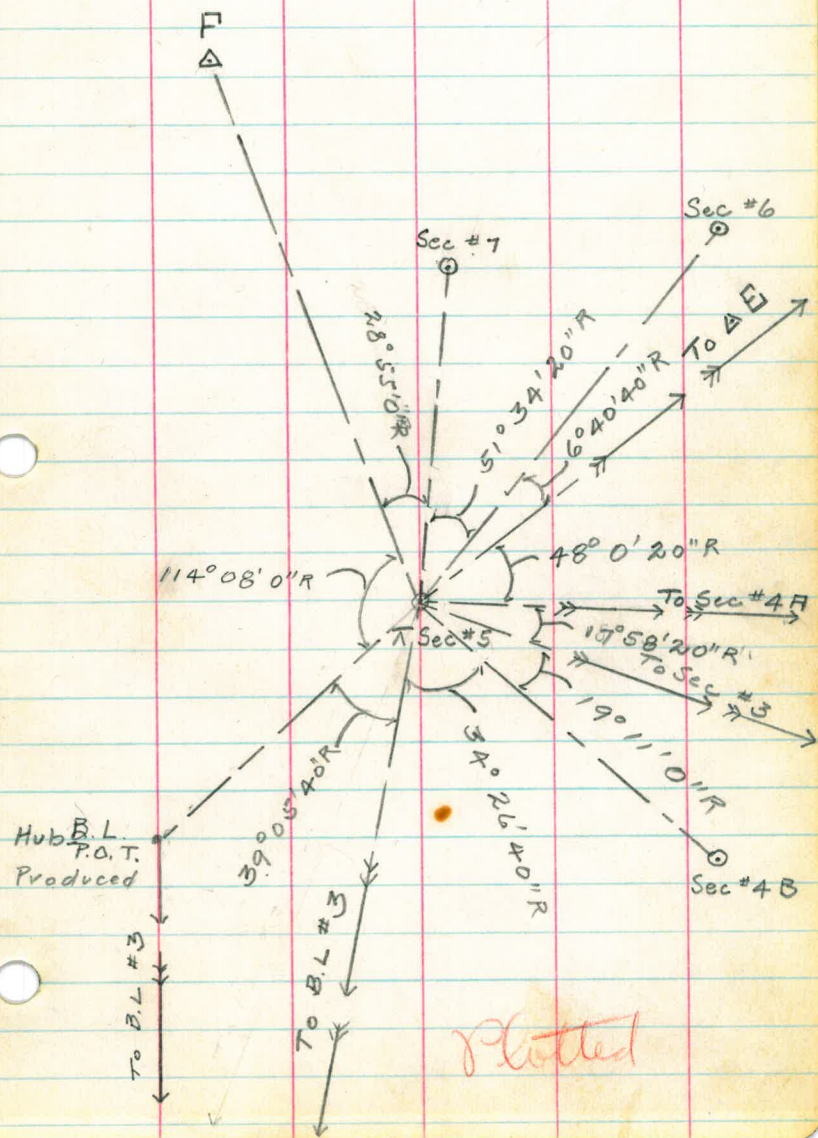 F
Sec #6
Sec #7
To △ E
28° 55' 0" R
51° 34' 20" R
6° 40' 40" R
48° 0' 20" R
114° 08' 0" R
To Sec #4A
⊼ Sec #5
17° 58' 20" R
To Sec #3
19° 11' 0" R
34° 26' 40" R
39° 05' 40" R
Hub B.L.
P.O.T.
Produced
Sec #4B
To B.L #3
To B.L #3
Plotted